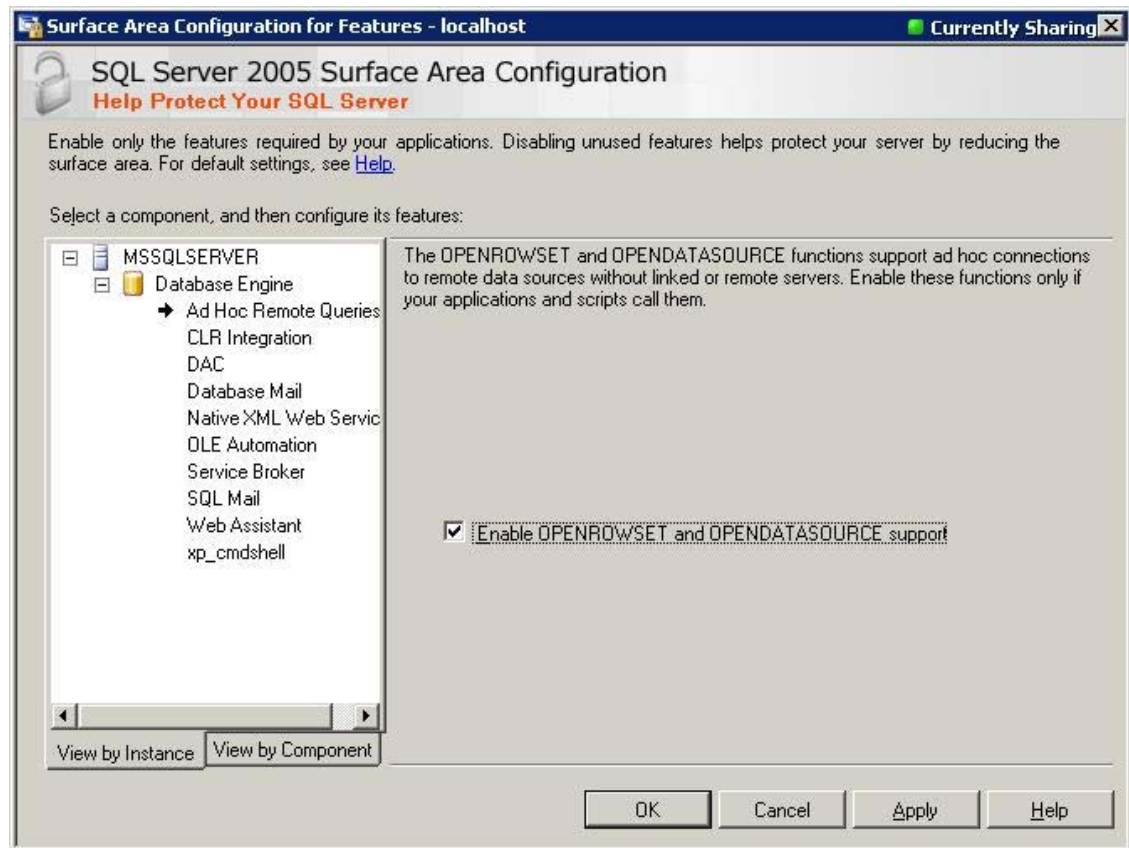 Surface Area Configuration for Features - localhost
Currently Sharing
SQL Server 2005 Surface Area Configuration
Help Protect Your SQL Server
Enable only the features required by your applications. Disabling unused features helps protect your server by reducing the
surface area. For default settings, see Help.
Select a component, and then configure its features:
MSSQLSERVER
Database Engine
Ad Hoc Remote Queries
CLR Integration
DAC
Database Mail
Native XML Web Servic
OLE Automation
Service Broker
SQL Mail
Web Assistant
xp_cmdshell
View by Instance
View by Component
The OPENROWSET and OPENDATASOURCE functions support ad hoc connections
to remote data sources without linked or remote servers. Enable these functions only if
your applications and scripts call them.
Enable OPENROWSET and OPENDATASOURCE support
OK
Cancel
Apply
Help